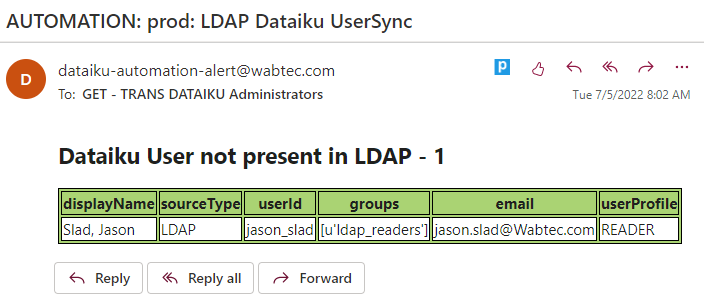 AUTOMATION: prod: LDAP Dataiku UserSync
D
dataiku-automation-alert@wabtec.com
p
To: GET - TRANS DATAIKU Administrators
Tue 7/5/2022 8:02 AM
Dataiku User not present in LDAP - 1
displayName sourceType userId groups email userProfile
Slad, Jason LDAP jason_slad [u'ldap_readers'] jason.slad@Wabtec.com READER
Reply Reply all Forward